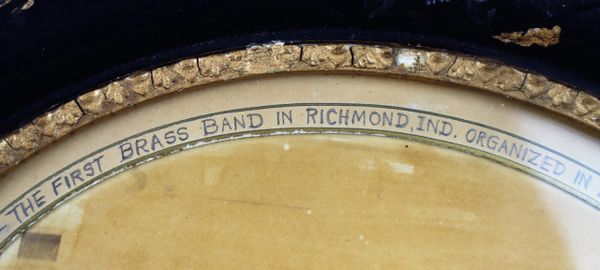 THE FIRST BRASS BAND IN RICHMOND, IND. ORGANIZED IN